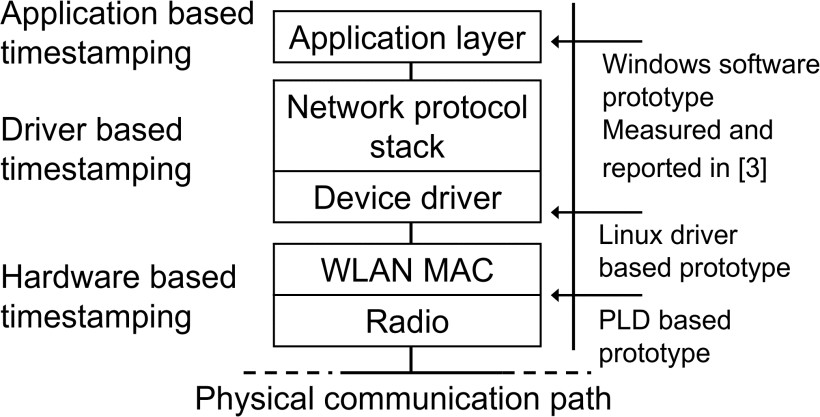 Application based
timestamping
Driver based
timestamping
Hardware based
timestamping
Application layer
Network protocol
stack
Device driver
WLAN MAC
Radio
Physical communication path
Windows software
prototype
Measured and
reported in [3]
Linux driver
based prototype
PLD based
prototype